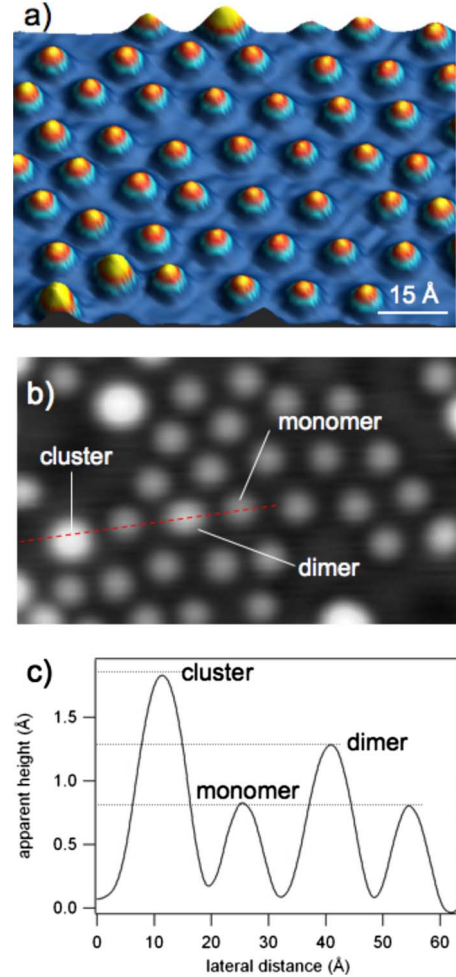 a)
15 Å
b)
monomer
cluster
dimer
c)
cluster
dimer
monomer
1.5
1.0
0.5
0.0
apparent height (Å)
0 10 20 30 40 50 60
lateral distance (Å)